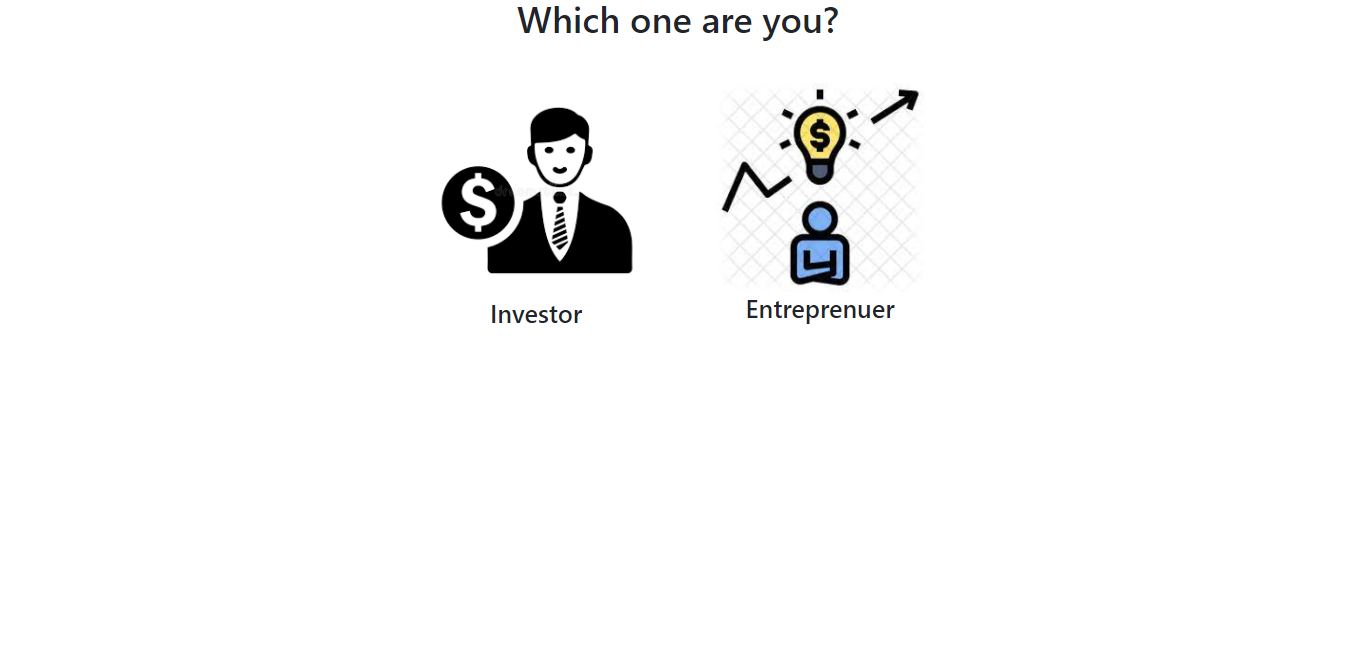 Which one are you?
$
$
Investor
Entreprenuer